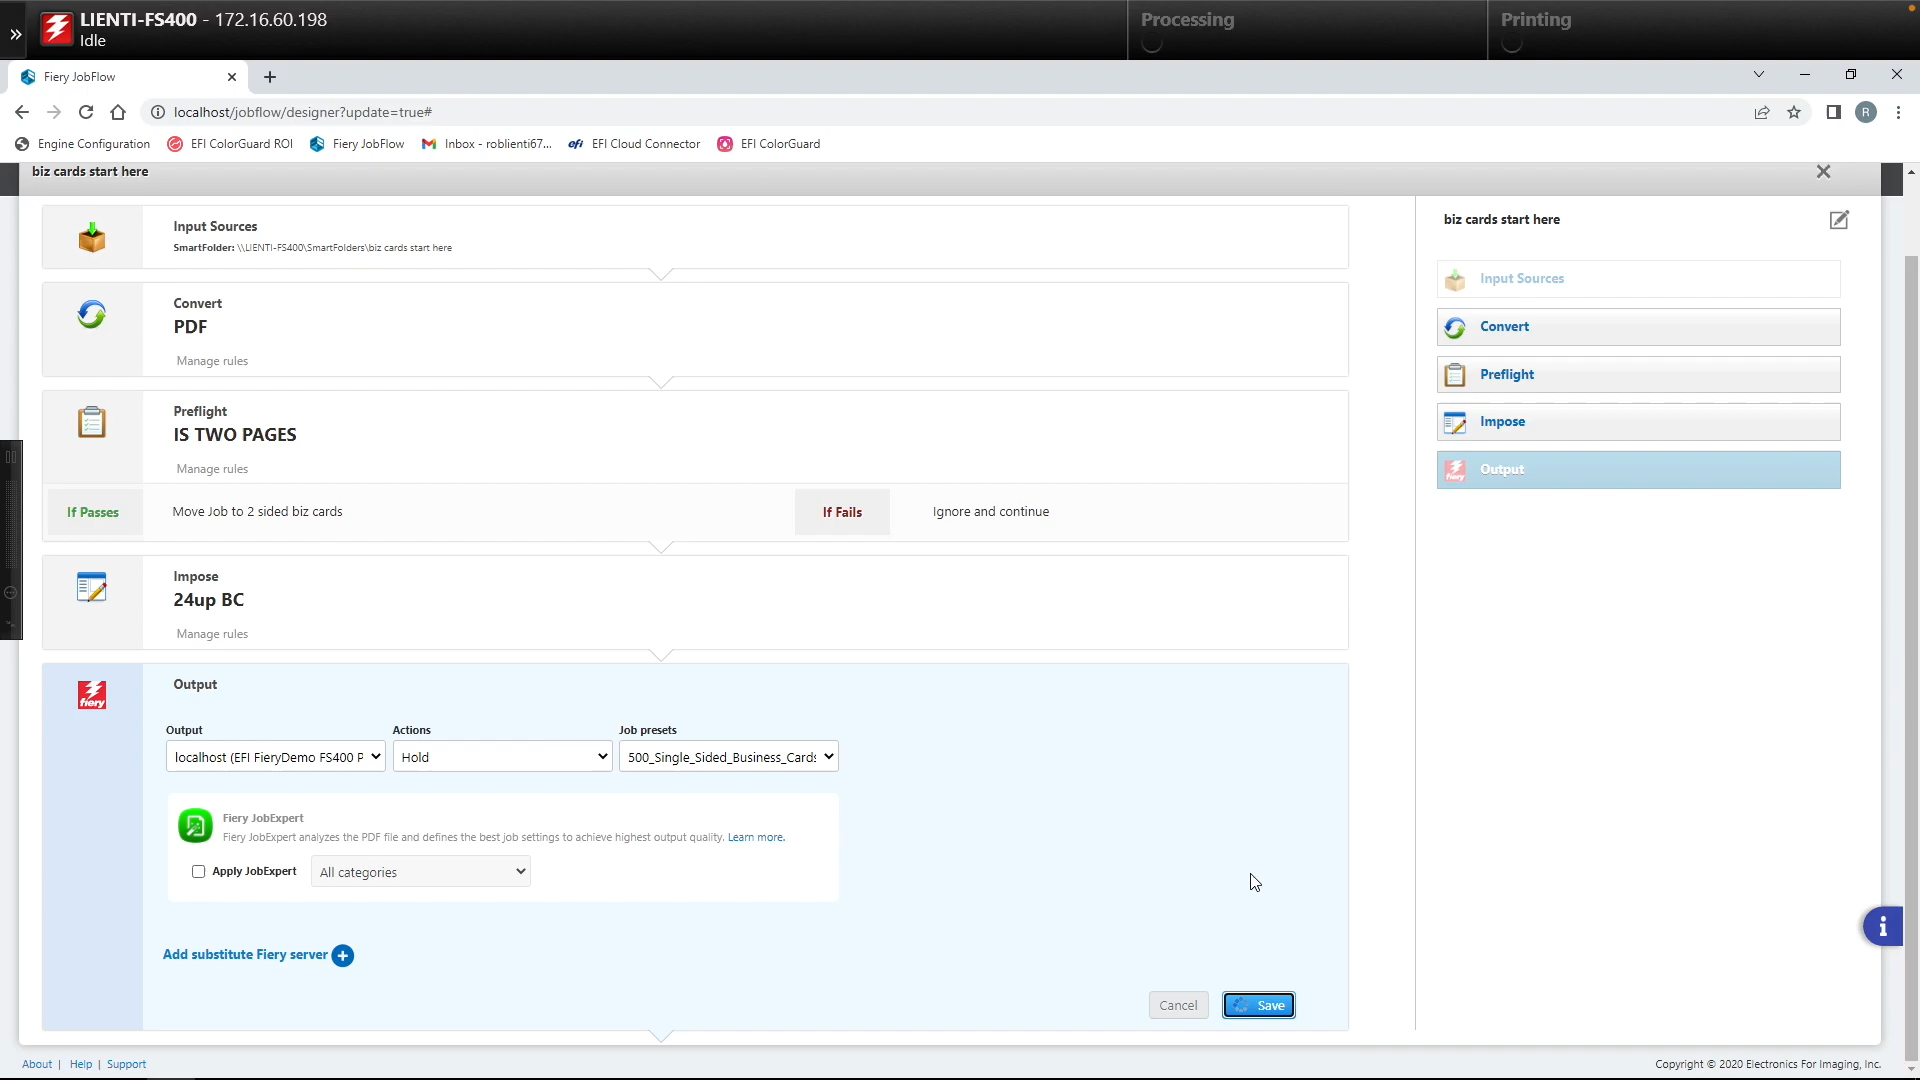 LIENTI-FS400 - 172.16.60.198
Idle
Processing
Printing
Fiery JobFlow
localhost/jobflow/designer?update=true#
R
Engine Configuration
EFI ColorGuard ROI
Fiery JobFlow
Inbox - roblienti67...
efi EFI Cloud Connector
EFI ColorGuard
biz cards start here
Input Sources
SmartFolder: \\LIENTI-FS400\SmartFolders\biz cards start here
Convert
PDF
Manage rules
Preflight
IS TWO PAGES
Manage rules
If Passes Move Job to 2 sided biz cards If Fails Ignore and continue
Impose
24up BC
Manage rules
fiery
Output
Output Actions Job presets
localhost (EFI FieryDemo FS400 P Hold 500_Single_Sided_Business_Cards
Fiery JobExpert
Fiery JobExpert analyzes the PDF file and defines the best job settings to achieve highest output quality. Learn more.
Apply JobExpert All categories
Add substitute Fiery server
Cancel Save
biz cards start here
Input Sources
Convert
Preflight
Impose
fiery Output
i
About | Help | Support
Copyright © 2020 Electronics For Imaging, Inc.